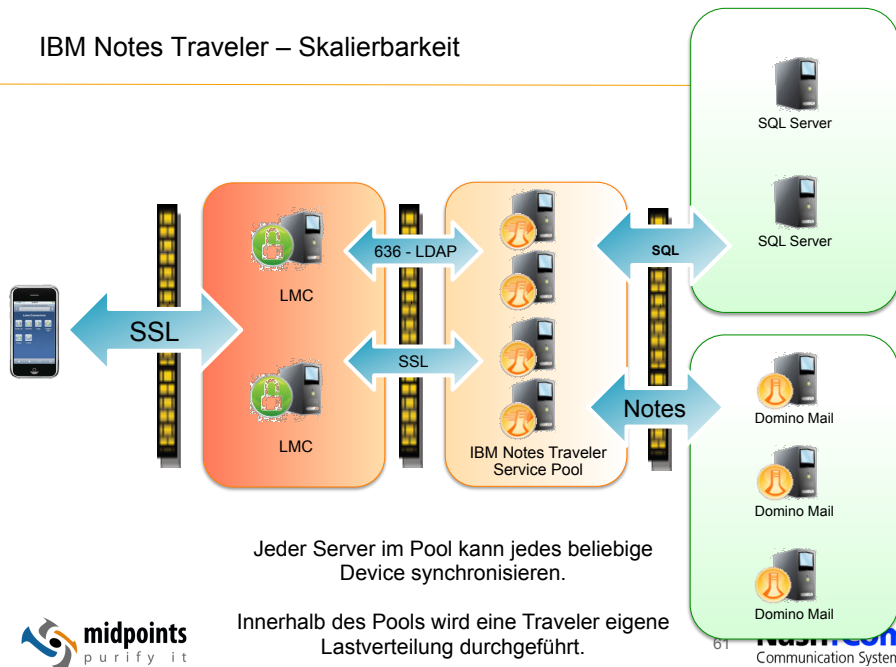 IBM Notes Traveler – Skalierbarkeit
SQL Server
SQL Server
636 - LDAP
SQL
LMC
SSL
SSL
Notes
LMC
IBM Notes Traveler
Service Pool
Domino Mail
Domino Mail
Domino Mail
Jeder Server im Pool kann jedes beliebige
Device synchronisieren.
Innerhalb des Pools wird eine Traveler eigene
Lastverteilung durchgeführt.
midpoints
purify it
61
Communication System